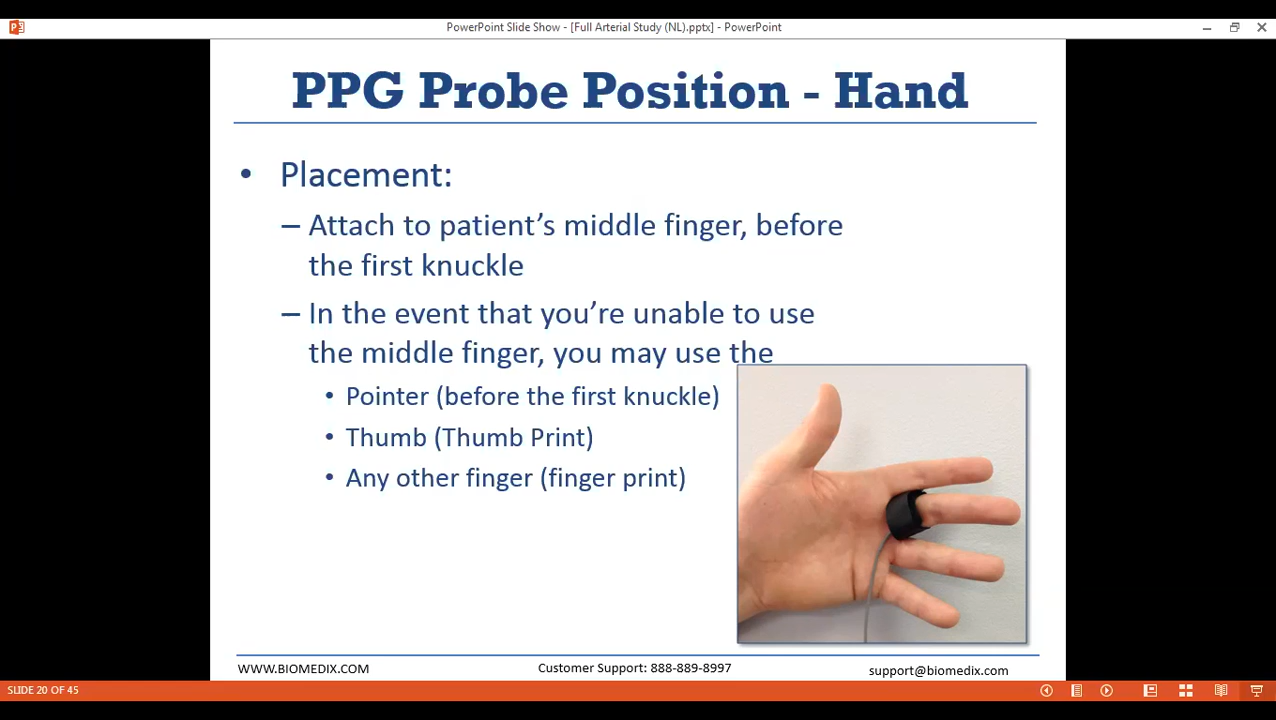 PowerPoint Slide Show - [Full Arterial Study (NL).pptx] - PowerPoint
PPG Probe Position - Hand
• Placement:
– Attach to patient’s middle finger, before
the first knuckle
– In the event that you’re unable to use
the middle finger, you may use the
• Pointer (before the first knuckle)
• Thumb (Thumb Print)
• Any other finger (finger print)
WWW.BIOMEDIX.COM
Customer Support: 888-889-8997
support@biomedix.com
SLIDE 20 OF 45